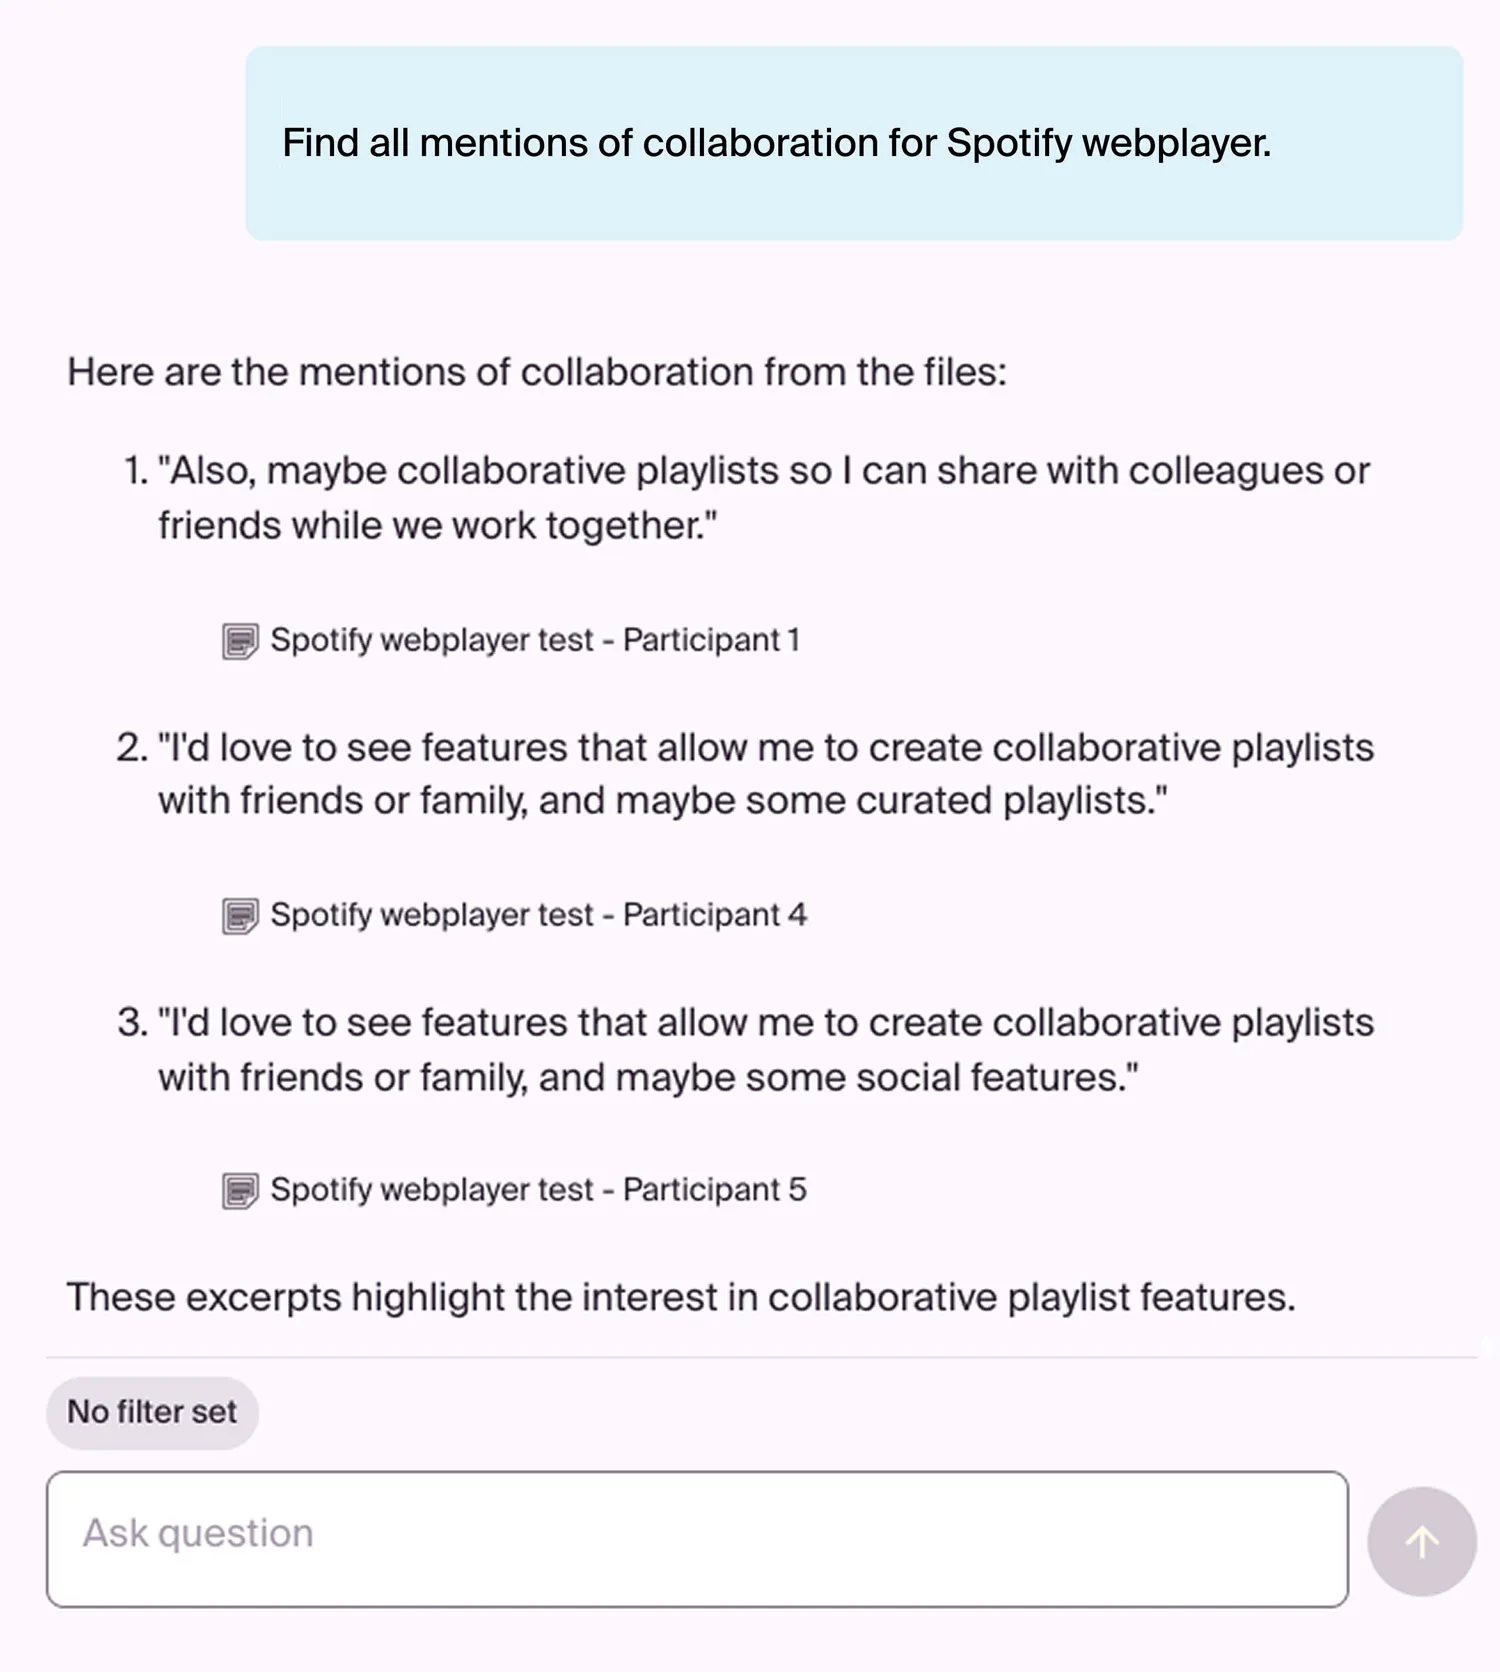 Find all mentions of collaboration for Spotify webplayer.
Here are the mentions of collaboration from the files:
1. "Also, maybe collaborative playlists so I can share with colleagues or
friends while we work together."
Spotify webplayer test - Participant 1
2. "I'd love to see features that allow me to create collaborative playlists
with friends or family, and maybe some curated playlists."
Spotify webplayer test - Participant 4
3. "I'd love to see features that allow me to create collaborative playlists
with friends or family, and maybe some social features."
Spotify webplayer test - Participant 5
These excerpts highlight the interest in collaborative playlist features.
No filter set
Ask question